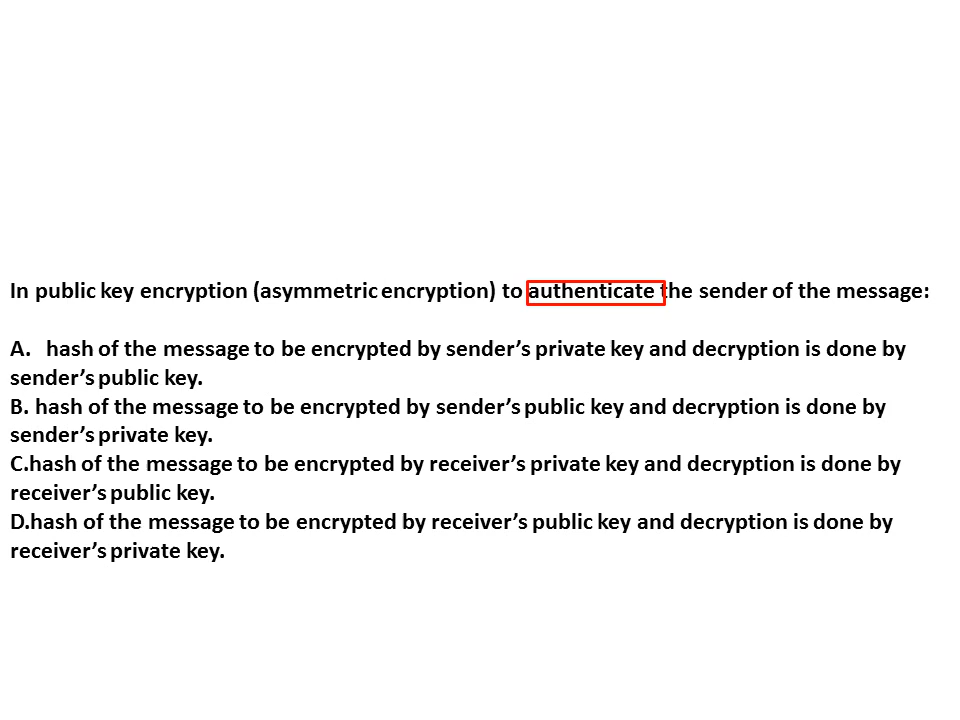 In public key encryption (asymmetric encryption) to authenticate the sender of the message:
A. hash of the message to be encrypted by sender's private key and decryption is done by
sender's public key.
B. hash of the message to be encrypted by sender's public key and decryption is done by
sender's private key.
C.hash of the message to be encrypted by receiver's private key and decryption is done by
receiver's public key.
D.hash of the message to be encrypted by receiver's public key and decryption is done by
receiver's private key.